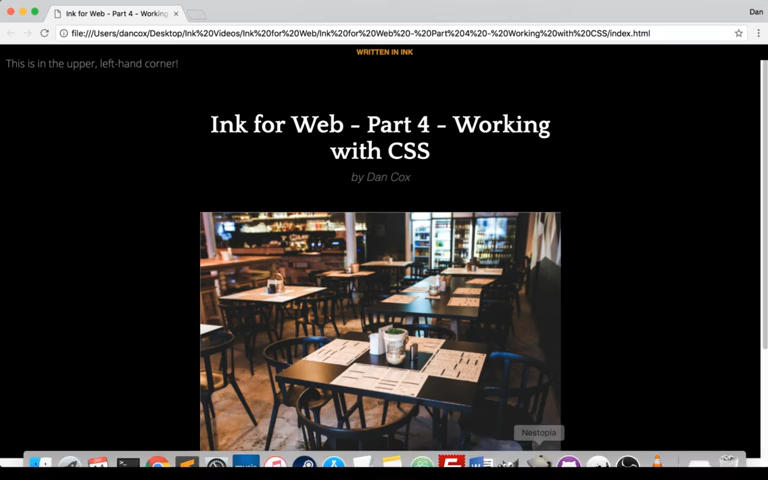 Ink for Web - Part 4 - Working
Dan
file:///Users/dancox/Desktop/Ink%20Videos/Ink%20for%20Web/Ink%20for%20Web%20-%20Part%204%20-%20Working%20with%20CSS/index.html
WRITTEN IN INK
This is in the upper, left-hand corner!
Ink for Web - Part 4 - Working
with CSS
by Dan Cox
Nestopia